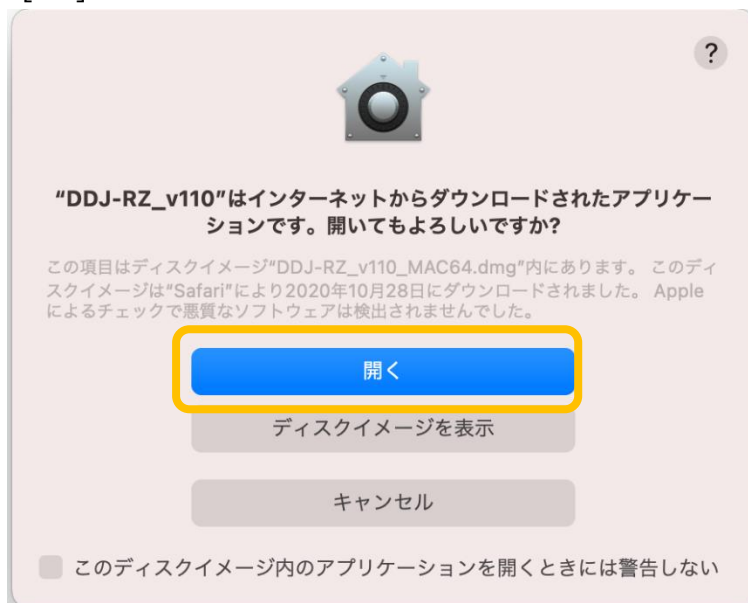 ?
“DDJ-RZ_v110”はインターネットからダウンロードされたアプリケー
ションです。開いてもよろしいですか?
この項目はディスクイメージ“DDJ-RZ_v110_MAC64.dmg”内にあります。 このディ
スクイメージは“Safari”により2020年10月28日にダウンロードされました。 Apple
によるチェックで悪質なソフトウェアは検出されませんでした。
開く
ディスクイメージを表示
キャンセル
このディスクイメージ内のアプリケーションを開くときには警告しない